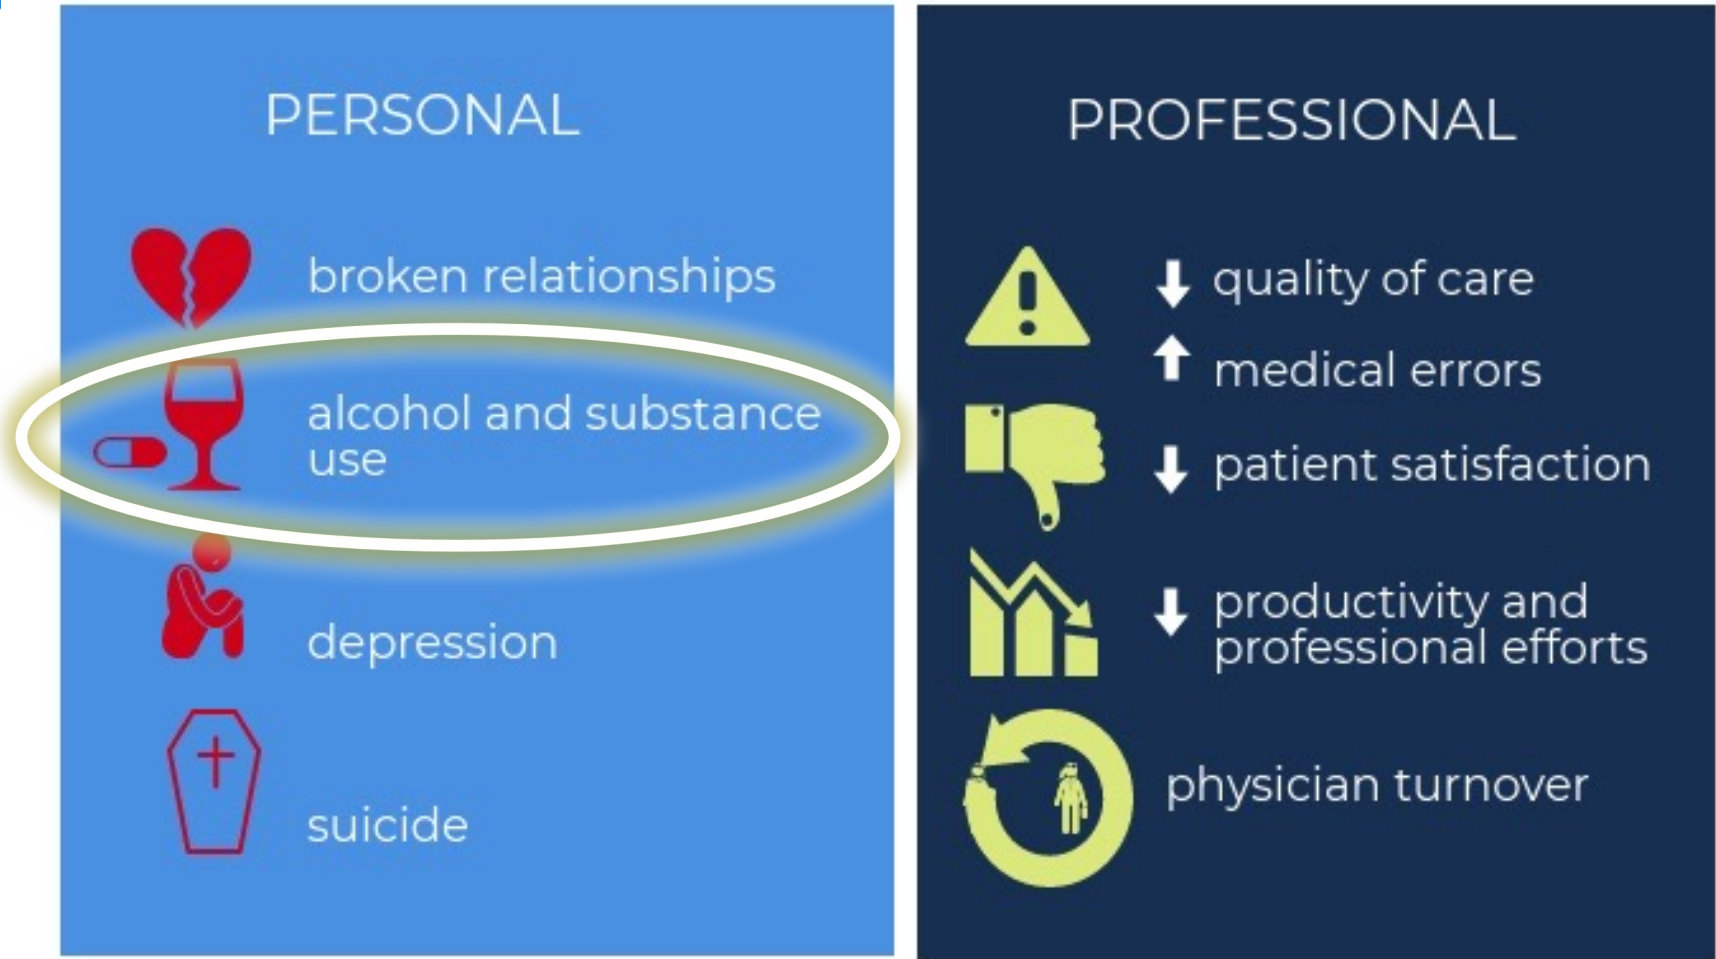 PERSONAL
broken relationships
alcohol and substance
use
depression
suicide
PROFESSIONAL
quality of care
medical errors
patient satisfaction
productivity and
professional efforts
physician turnover